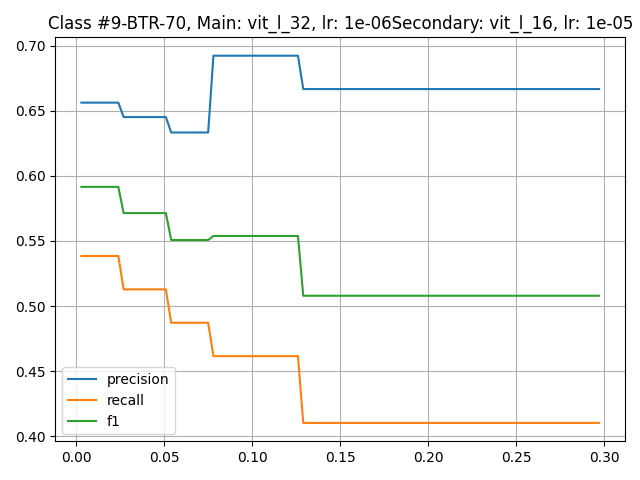 Class #9-BTR-70, Main: vit_l_32, lr: 1e-06Secondary: vit_l_16, lr: 1e-05
0.70
0.65
0.60
0.55
0.50
0.45
0.40
precision
recall
f1
0.00 0.05 0.10 0.15 0.20 0.25 0.30